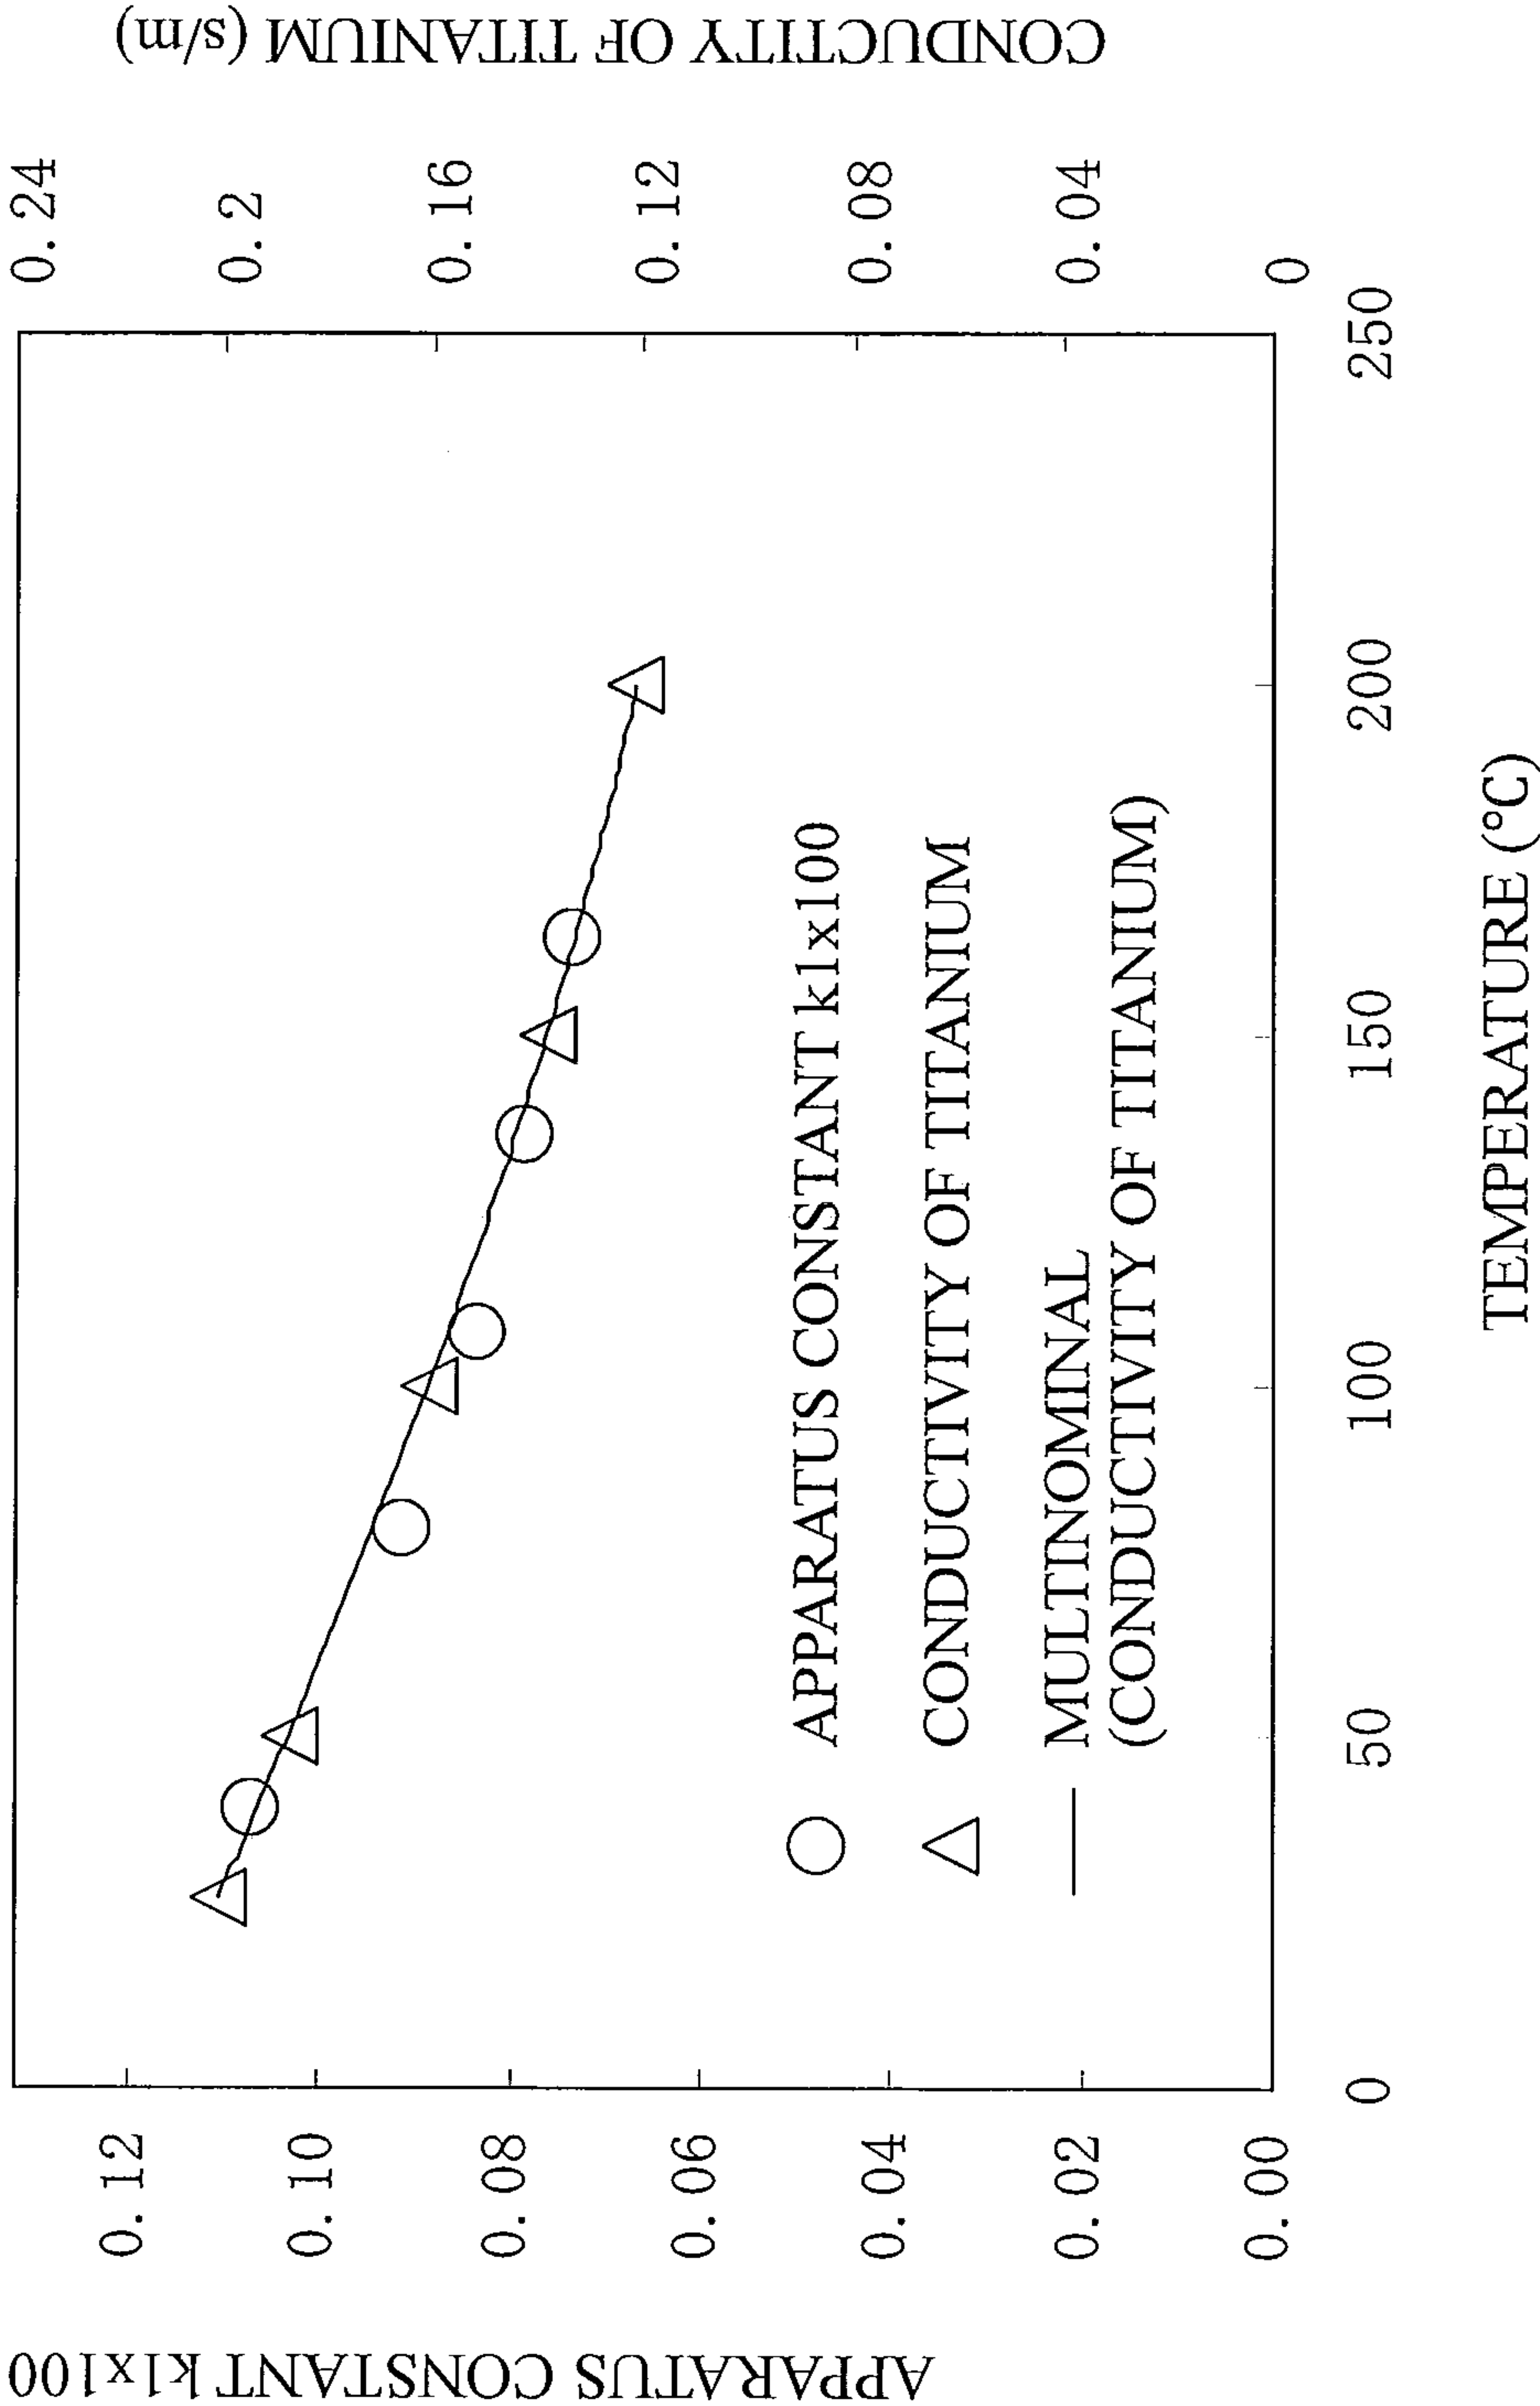 APPARATUS CONSTANT k1x100
0.12
0.10
0.08
0.06
0.04
0.02
0.00
APPARATUS CONSTANT k1x100
CONDUCTIVITY OF TITANIUM
MULTINOMINAL
(CONDUCTIVITY OF TITANIUM)
0
50
100
150
200
250
TEMPERATURE (°C)
0.24
0.2
0.16
0.12
0.08
0.04
0
CONDUCTITY OF TITANIUM (s/m)